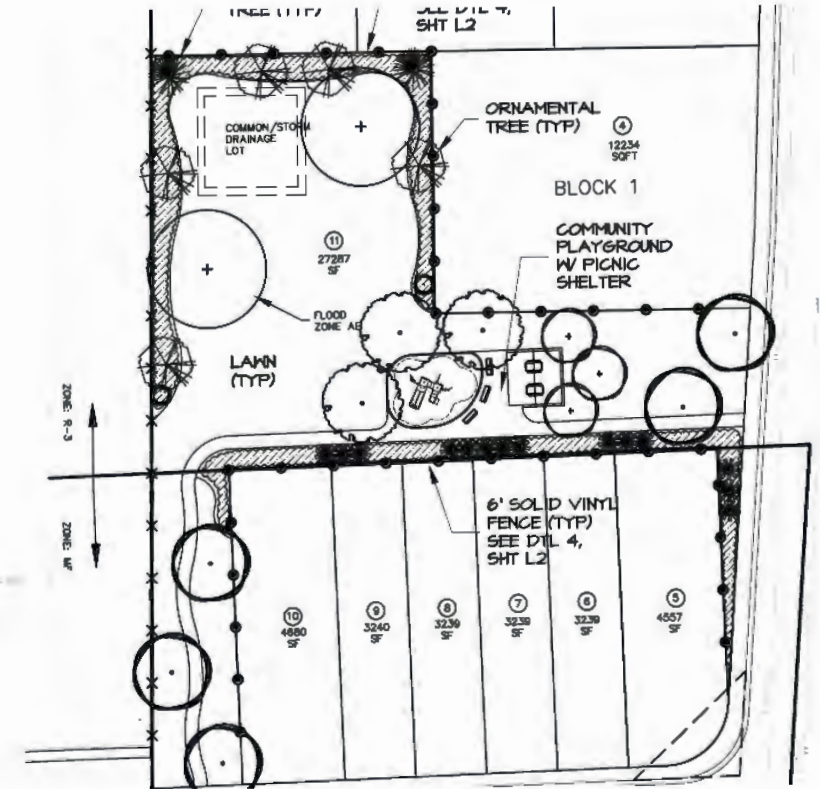 TREE (TYP)
SEE DTL 4,
SHT L2
ORNAMENTAL
TREE (TYP)
4
12234
SQFT
COMMON/STORM
DRAINAGE
LOT
BLOCK 1
COMMUNITY
PLAYGROUND
W/ PICNIC
SHELTER
11
27287
SF
FLOOD
ZONE AE
LAWN
(TYP)
ZONE: R-3
ZONE: MF
6' SOLID VINYL
FENCE (TYP)
SEE DTL 4,
SHT L2
10
4680
SF
9
3240
SF
8
3239
SF
7
3239
SF
6
3239
SF
5
4557
SF